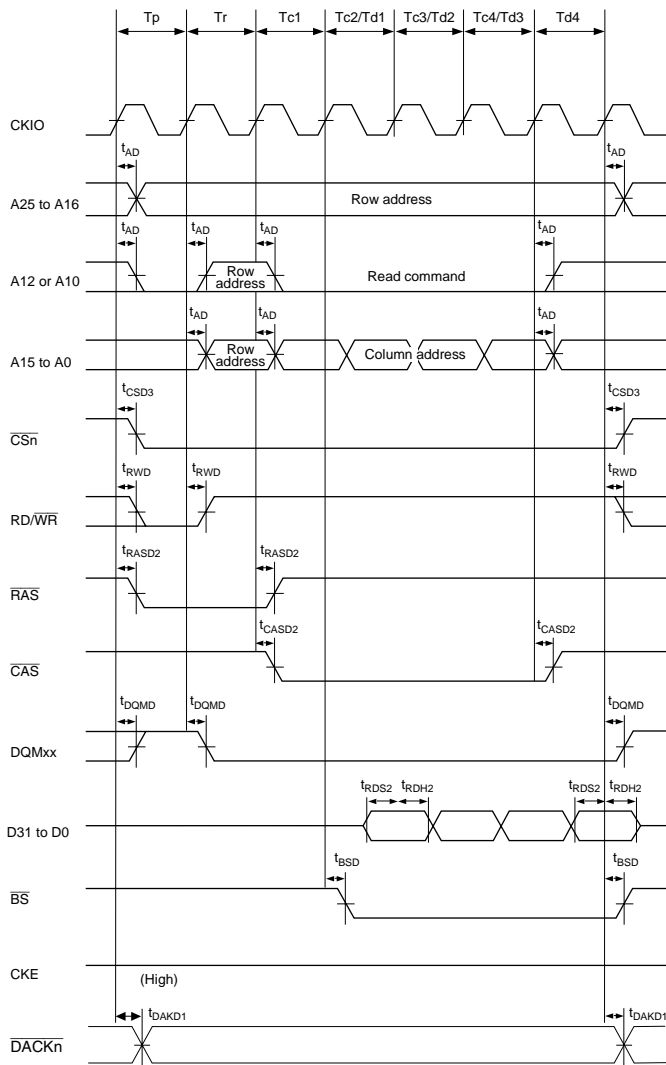 Tp Tr Tc1 Tc2/Td1 Tc3/Td2 Tc4/Td3 Td4
CKIO
tAD tAD
A25 to A16 Row address
tAD tAD tAD tAD
A12 or A10 Row address Read command
tAD tAD tAD
A15 to A0 Row address Column address
tCSD3 tCSD3
CSn
tRWD tRWD tRWD
RD/WR
tRASD2 tRASD2
RAS
tCASD2 tCASD2
CAS
tDQMD tDQMD tDQMD
DQMxx
tRDS2 tRDH2 tRDS2 tRDH2
D31 to D0
tBSD tBSD
BS
CKE
(High)
tDAKD1 tDAKD1
DACKn